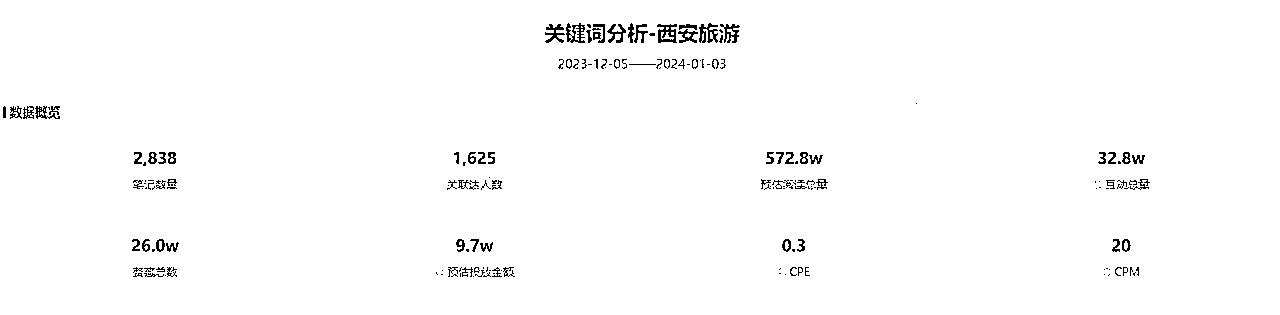 关键词分析-西安旅游
2023-12-05——2024-01-03
数据概览
2,838 1,625 572.8w 32.8w
笔记数量 关联达人数 预估阅读总量 互动总量
26.0w 9.7w 0.3 20
赞藏总数 预估投放金额 CPE CPM